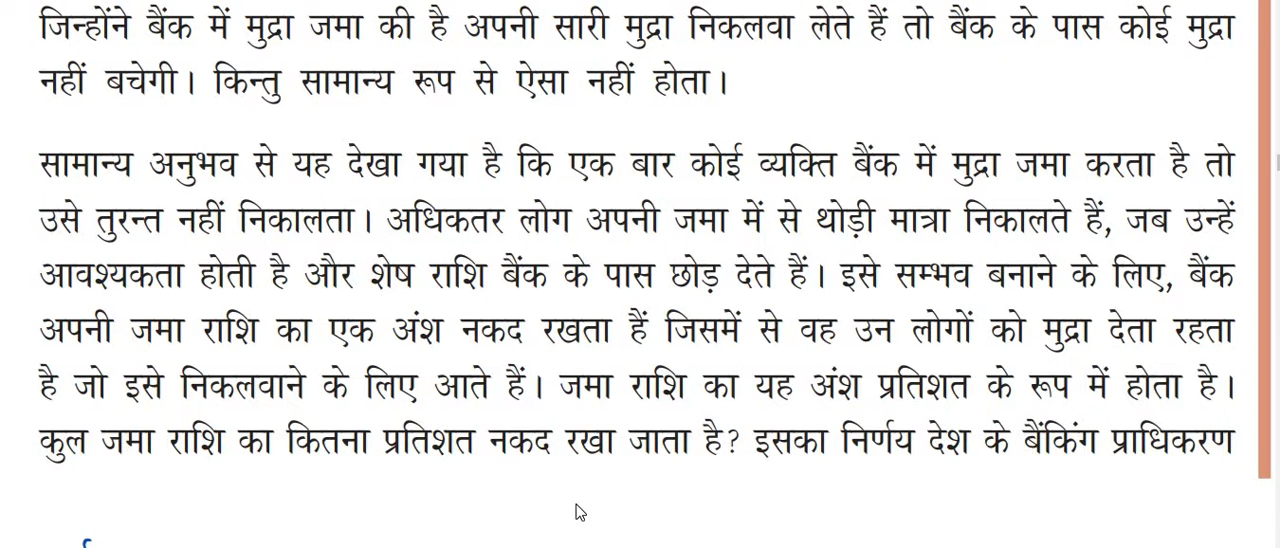 जिन्होंने बैंक में मुद्रा जमा की है अपनी सारी मुद्रा निकलवा लेते हैं तो बैंक के पास कोई मुद्रा
नहीं बचेगी। किन्तु सामान्य रूप से ऐसा नहीं होता।
सामान्य अनुभव से यह देखा गया है कि एक बार कोई व्यक्ति बैंक में मुद्रा जमा करता है तो
उसे तुरन्त नहीं निकालता। अधिकतर लोग अपनी जमा में से थोड़ी मात्रा निकालते हैं, जब उन्हें
आवश्यकता होती है और शेष राशि बैंक के पास छोड़ देते हैं। इसे सम्भव बनाने के लिए, बैंक
अपनी जमा राशि का एक अंश नकद रखता हैं जिसमें से वह उन लोगों को मुद्रा देता रहता
है जो इसे निकलवाने के लिए आते हैं। जमा राशि का यह अंश प्रतिशत के रूप में होता है।
कुल जमा राशि का कितना प्रतिशत नकद रखा जाता है? इसका निर्णय देश के बैंकिंग प्राधिकरण